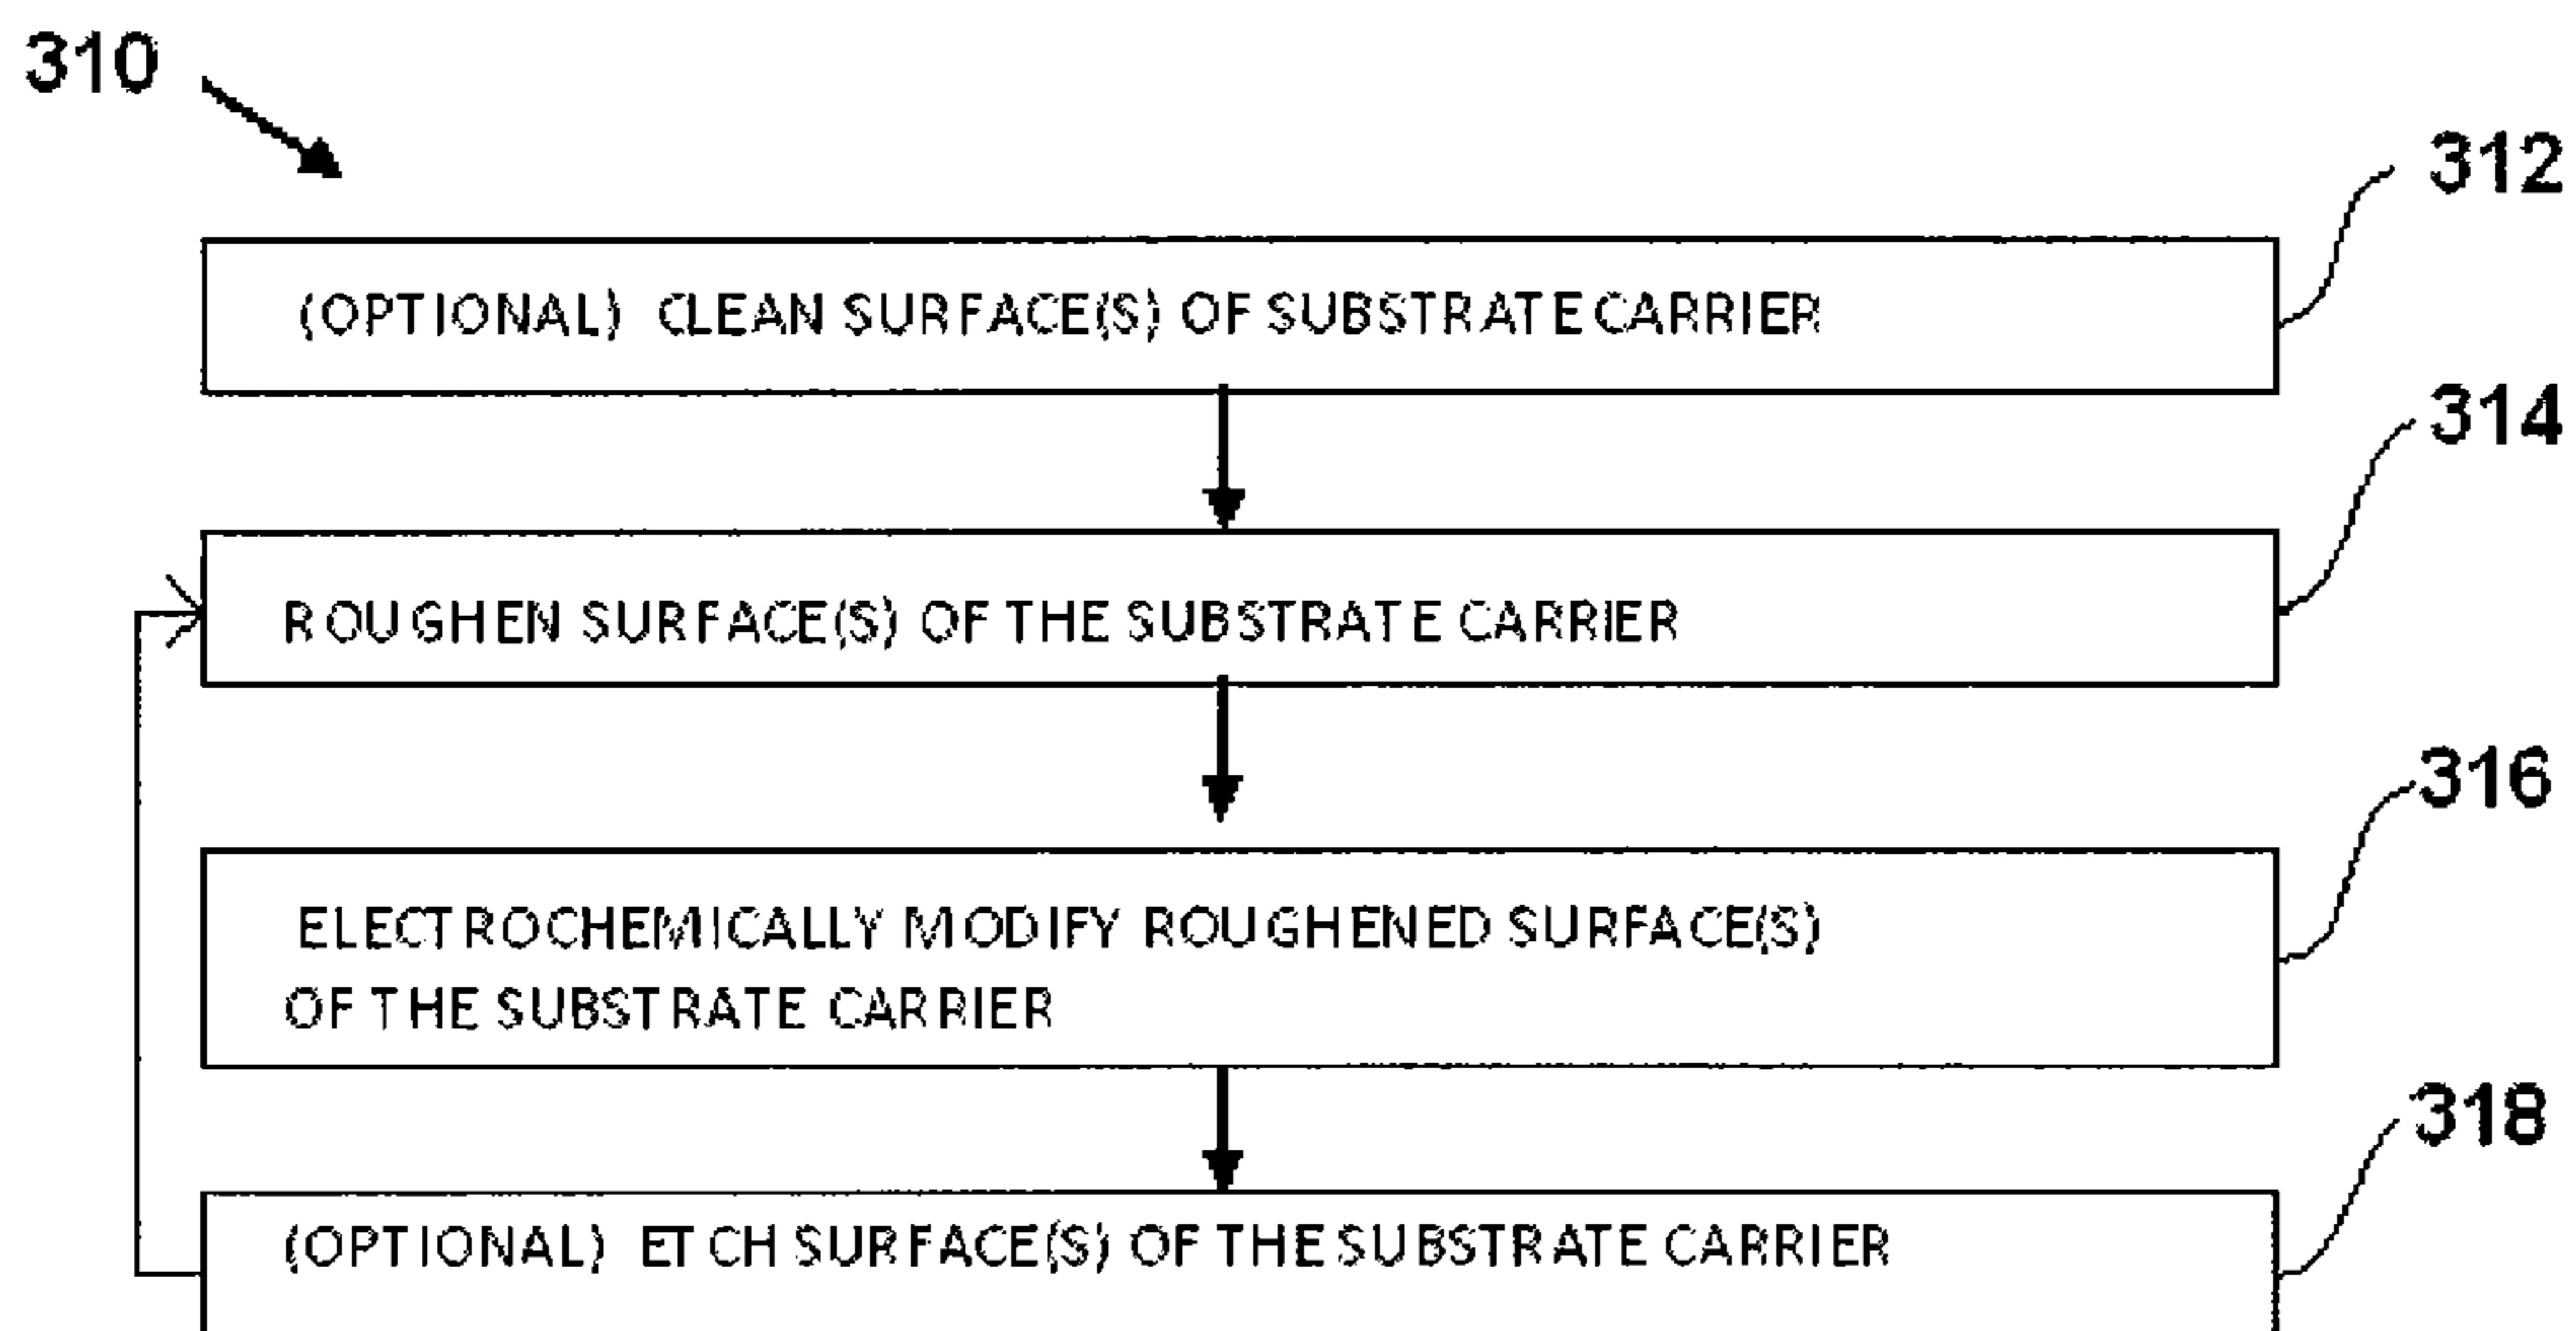 310
312
(OPTIONAL) CLEAN SURFACE(S) OF SUBSTRATE CARRIER
314
ROUGHEN SURFACE(S) OF THE SUBSTRATE CARRIER
316
ELECTROCHEMICALLY MODIFY ROUGHENED SURFACE(S)
OF THE SUBSTRATE CARRIER
318
(OPTIONAL) ETCH SURFACE(S) OF THE SUBSTRATE CARRIER